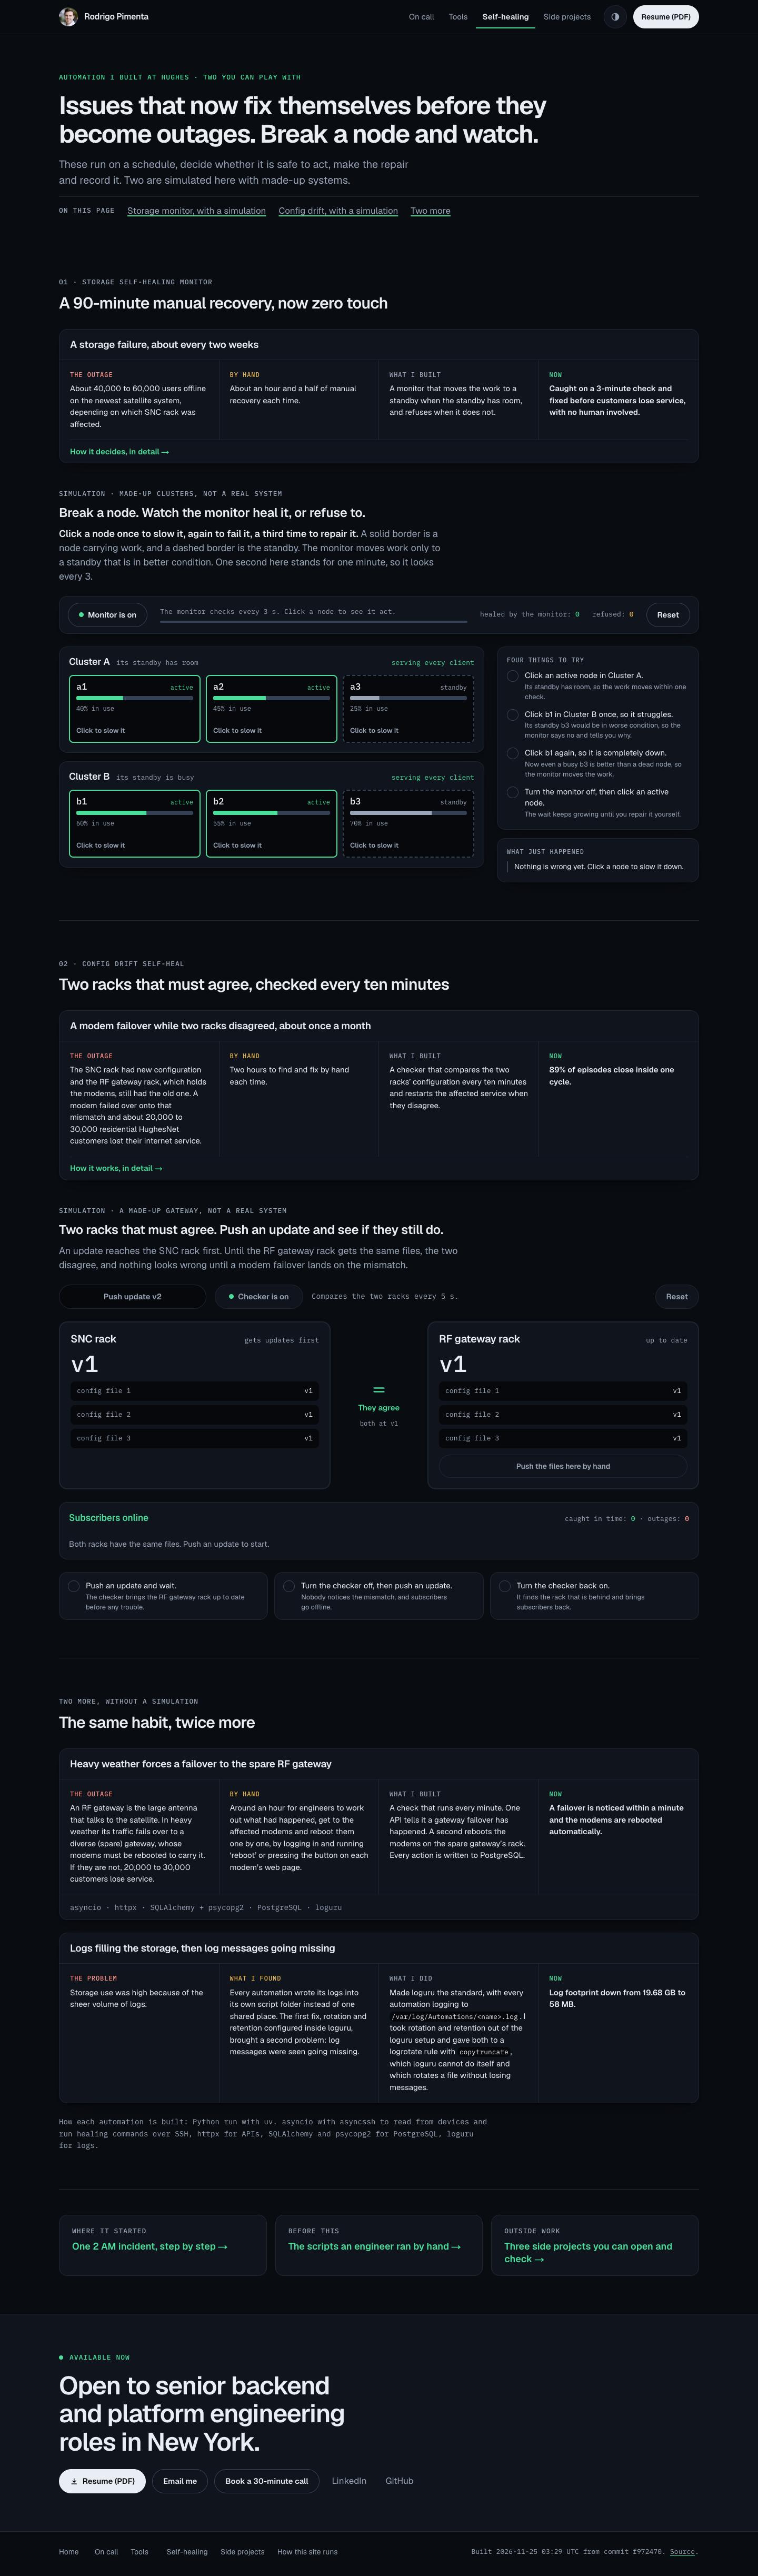 Rodrigo Pimenta
On call
Tools
Self-healing
Side projects
Resume (PDF)
AUTOMATION I BUILT AT HUGHES · TWO YOU CAN PLAY WITH
Issues that now fix themselves before they
become outages. Break a node and watch.
These run on a schedule, decide whether it is safe to act, make the repair
and record it. Two are simulated here with made-up systems.
ON THIS PAGE
Storage monitor, with a simulation
Config drift, with a simulation
Two more
01 · STORAGE SELF-HEALING MONITOR
A 90-minute manual recovery, now zero touch
A storage failure, about every two weeks
THE OUTAGE
About 40,000 to 60,000 users offline
on the newest satellite system,
depending on which SNC rack was
affected.
BY HAND
About an hour and a half of manual
recovery each time.
WHAT I BUILT
A monitor that moves the work to a
standby when the standby has room,
and refuses when it does not.
NOW
Caught on a 3-minute check and
fixed before customers lose service,
with no human involved.
How it decides, in detail →
SIMULATION · MADE-UP CLUSTERS, NOT A REAL SYSTEM
Break a node. Watch the monitor heal it, or refuse to.
Click a node once to slow it, again to fail it, a third time to repair it. A solid border is a
node carrying work, and a dashed border is the standby. The monitor moves work only to
a standby that is in better condition. One second here stands for one minute, so it looks
every 3.
Monitor is on
The monitor checks every 3 s. Click a node to see it act.
healed by the monitor: 0
refused: 0
Reset
Cluster A its standby has room
serving every client
a1 active
40% in use
Click to slow it
a2 active
45% in use
Click to slow it
a3 standby
25% in use
Click to slow it
Cluster B its standby is busy
serving every client
b1 active
60% in use
Click to slow it
b2 active
55% in use
Click to slow it
b3 standby
70% in use
Click to slow it
FOUR THINGS TO TRY
Click an active node in Cluster A.
Its standby has room, so the work moves within one
check.
Click b1 in Cluster B once, so it struggles.
Its standby b3 would be in worse condition, so the
monitor says no and tells you why.
Click b1 again, so it is completely down.
Now even a busy b3 is better than a dead node, so
the monitor moves the work.
Turn the monitor off, then click an active
node.
The wait keeps growing until you repair it yourself.
WHAT JUST HAPPENED
Nothing is wrong yet. Click a node to slow it down.
02 · CONFIG DRIFT SELF-HEAL
Two racks that must agree, checked every ten minutes
A modem failover while two racks disagreed, about once a month
THE OUTAGE
The SNC rack had new configuration
and the RF gateway rack, which holds
the modems, still had the old one. A
modem failed over onto that
mismatch and about 20,000 to
30,000 residential HughesNet
customers lost their internet service.
BY HAND
Two hours to find and fix by hand
each time.
WHAT I BUILT
A checker that compares the two
racks' configuration every ten minutes
and restarts the affected service when
they disagree.
NOW
89% of episodes close inside one
cycle.
How it works, in detail →
SIMULATION · A MADE-UP GATEWAY, NOT A REAL SYSTEM
Two racks that must agree. Push an update and see if they still do.
An update reaches the SNC rack first. Until the RF gateway rack gets the same files, the two
disagree, and nothing looks wrong until a modem failover lands on the mismatch.
Push update v2
Checker is on
Compares the two racks every 5 s.
Reset
SNC rack gets updates first
v1
config file 1 v1
config file 2 v1
config file 3 v1
=
They agree
both at v1
RF gateway rack up to date
v1
config file 1 v1
config file 2 v1
config file 3 v1
Push the files here by hand
Subscribers online
caught in time: 0 · outages: 0
Both racks have the same files. Push an update to start.
Push an update and wait.
The checker brings the RF gateway rack up to date
before any trouble.
Turn the checker off, then push an update.
Nobody notices the mismatch, and subscribers
go offline.
Turn the checker back on.
It finds the rack that is behind and brings
subscribers back.
TWO MORE, WITHOUT A SIMULATION
The same habit, twice more
Heavy weather forces a failover to the spare RF gateway
THE OUTAGE
An RF gateway is the large antenna
that talks to the satellite. In heavy
weather its traffic fails over to a
diverse (spare) gateway, whose
modems must be rebooted to carry it.
If they are not, 20,000 to 30,000
customers lose service.
BY HAND
Around an hour for engineers to work
out what had happened, get to the
affected modems and reboot them
one by one, by logging in and running
'reboot' or pressing the button on each
modem's web page.
WHAT I BUILT
A check that runs every minute. One
API tells it a gateway failover has
happened. A second reboots the
modems on the spare gateway's rack.
Every action is written to PostgreSQL.
NOW
A failover is noticed within a minute
and the modems are rebooted
automatically.
asyncio · httpx · SQLAlchemy + psycopg2 · PostgreSQL · loguru
Logs filling the storage, then log messages going missing
THE PROBLEM
Storage use was high because of the
sheer volume of logs.
WHAT I FOUND
Every automation wrote its logs into
its own script folder instead of one
shared place. The first fix, rotation and
retention configured inside loguru,
brought a second problem: log
messages were seen going missing.
WHAT I DID
Made loguru the standard, with every
automation logging to
/var/log/Automations/<name>.log. I
took rotation and retention out of the
loguru setup and gave both to a
logrotate rule with copytruncate,
which loguru cannot do itself and
which rotates a file without losing
messages.
NOW
Log footprint down from 19.68 GB to
58 MB.
How each automation is built: Python run with uv. asyncio with asyncssh to read from devices and
run healing commands over SSH, httpx for APIs, SQLAlchemy and psycopg2 for PostgreSQL, loguru
for logs.
WHERE IT STARTED
One 2 AM incident, step by step →
BEFORE THIS
The scripts an engineer ran by hand →
OUTSIDE WORK
Three side projects you can open and
check →
AVAILABLE NOW
Open to senior backend
and platform engineering
roles in New York.
Resume (PDF)
Email me
Book a 30-minute call
LinkedIn
GitHub
Home
On call
Tools
Self-healing
Side projects
How this site runs
Built 2026-11-25 03:29 UTC from commit f972470. Source.